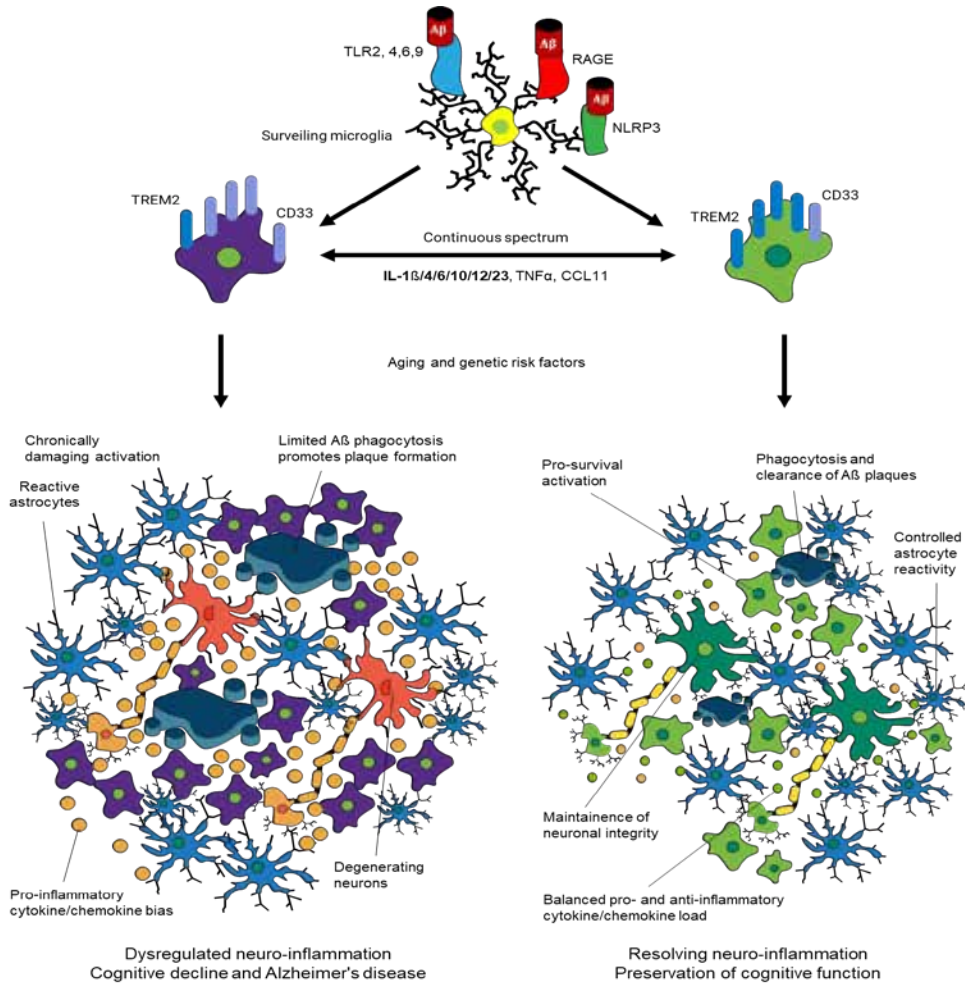 Aβ
TLR2, 4,6,9
Aβ
RAGE
Aβ
NLRP3
Surveiling microglia
TREM2
CD33
TREM2
CD33
Continuous spectrum
IL-1ß/4/6/10/12/23, TNFα, CCL11
Aging and genetic risk factors
Chronically
damaging activation
Reactive
astrocytes
Limited Aß phagocytosis
promotes plaque formation
Pro-inflammatory
cytokine/chemokine bias
Degenerating
neurons
Dysregulated neuro-inflammation
Cognitive decline and Alzheimer's disease
Pro-survival
activation
Phagocytosis and
clearance of Aß plaques
Controlled
astrocyte
reactivity
Maintainence of
neuronal integrity
Balanced pro- and anti-inflammatory
cytokine/chemokine load
Resolving neuro-inflammation
Preservation of cognitive function